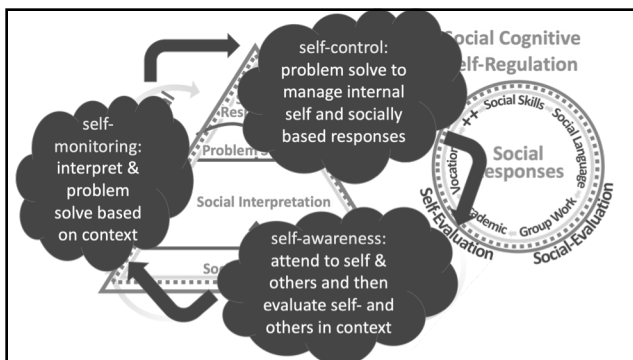 self-control:
problem solve to
manage internal
self and socially
based responses
Social Cognitive
Self-Regulation
self-
monitoring:
interpret &
problem
solve based
on context
Social Interpretation
self-awareness:
attend to self &
others and then
evaluate self- and
others in context
++ Social Skills
Social Language
Group Work
Social
Self-Evaluation
Social-Evaluation